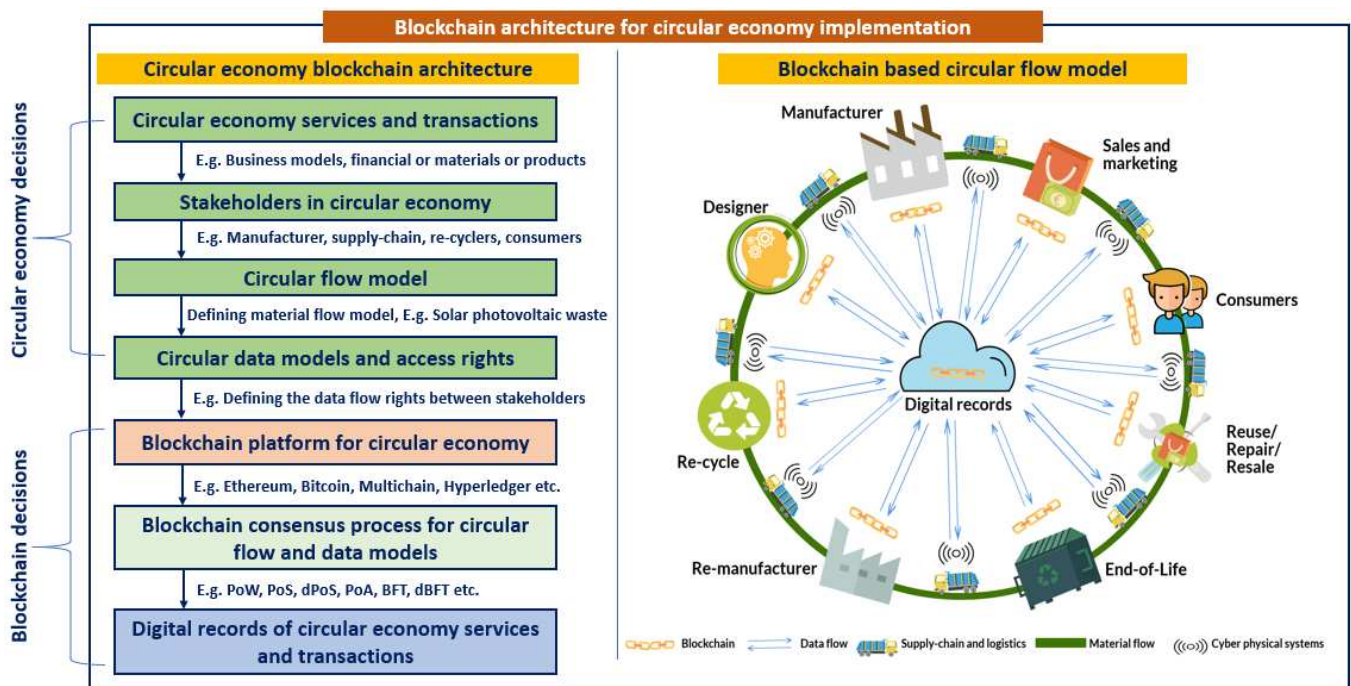 Blockchain architecture for circular economy implementation
Circular economy blockchain architecture
Circular economy decisions
Circular economy services and transactions
E.g. Business models, financial or materials or products
Stakeholders in circular economy
E.g. Manufacturer, supply-chain, re-cyclers, consumers
Circular flow model
Defining material flow model, E.g. Solar photovoltaic waste
Circular data models and access rights
E.g. Defining the data flow rights between stakeholders
Blockchain decisions
Blockchain platform for circular economy
E.g. Ethereum, Bitcoin, Multichain, Hyperledger etc.
Blockchain consensus process for circular
flow and data models
E.g. PoW, PoS, dPoS, PoA, BFT, dBFT etc.
Digital records of circular economy services
and transactions
Blockchain based circular flow model
Manufacturer
Sales and
marketing
Designer
Consumers
Digital records
Reuse/
Repair/
Resale
Re-cycle
Re-manufacturer
End-of-Life
Blockchain
Data flow
Supply-chain and logistics
Material flow
Cyber physical systems